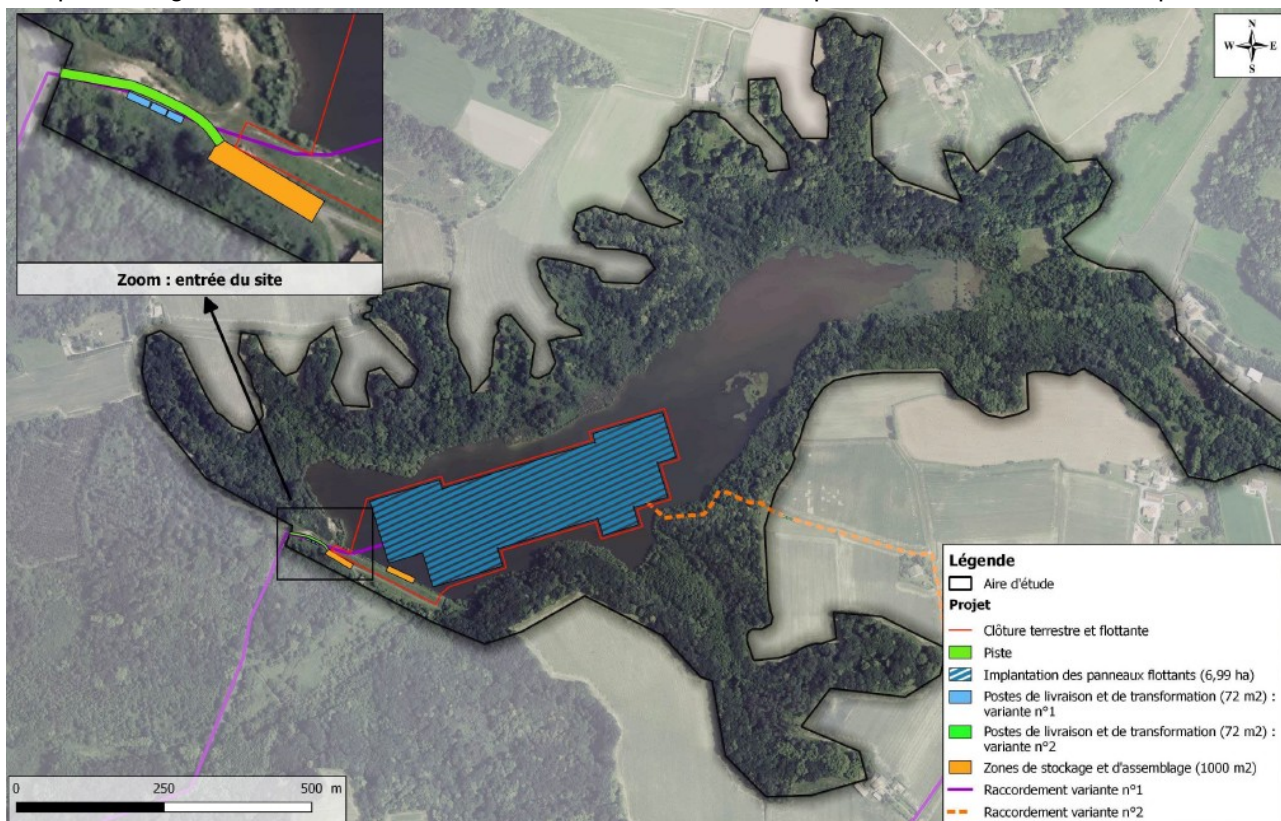 N
W E
S
Zoom : entrée du site
Légende
Aire d'étude
Projet
Clôture terrestre et flottante
Piste
Implantation des panneaux flottants (6,99 ha)
Postes de livraison et de transformation (72 m2) :
variante n°1
Postes de livraison et de transformation (72 m2) :
variante n°2
Zones de stockage et d'assemblage (1000 m2)
Raccordement variante n°1
Raccordement variante n°2
0 250 500 m